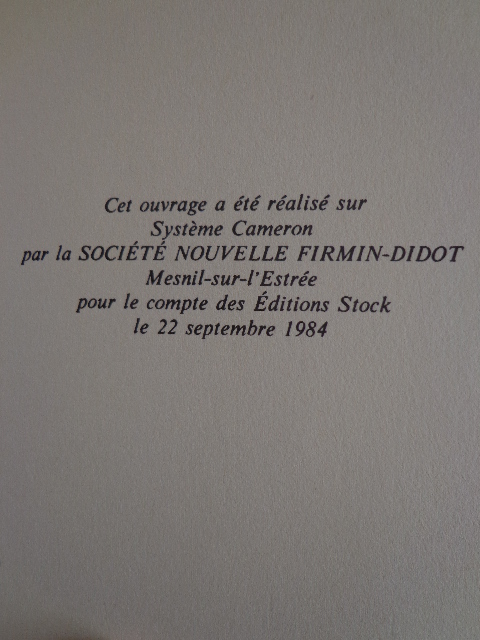 Cet ouvrage a été réalisé sur
Système Cameron
par la SOCIÉTÉ NOUVELLE FIRMIN-DIDOT
Mesnil-sur-l'Estrée
pour le compte des Éditions Stock
le 22 septembre 1984